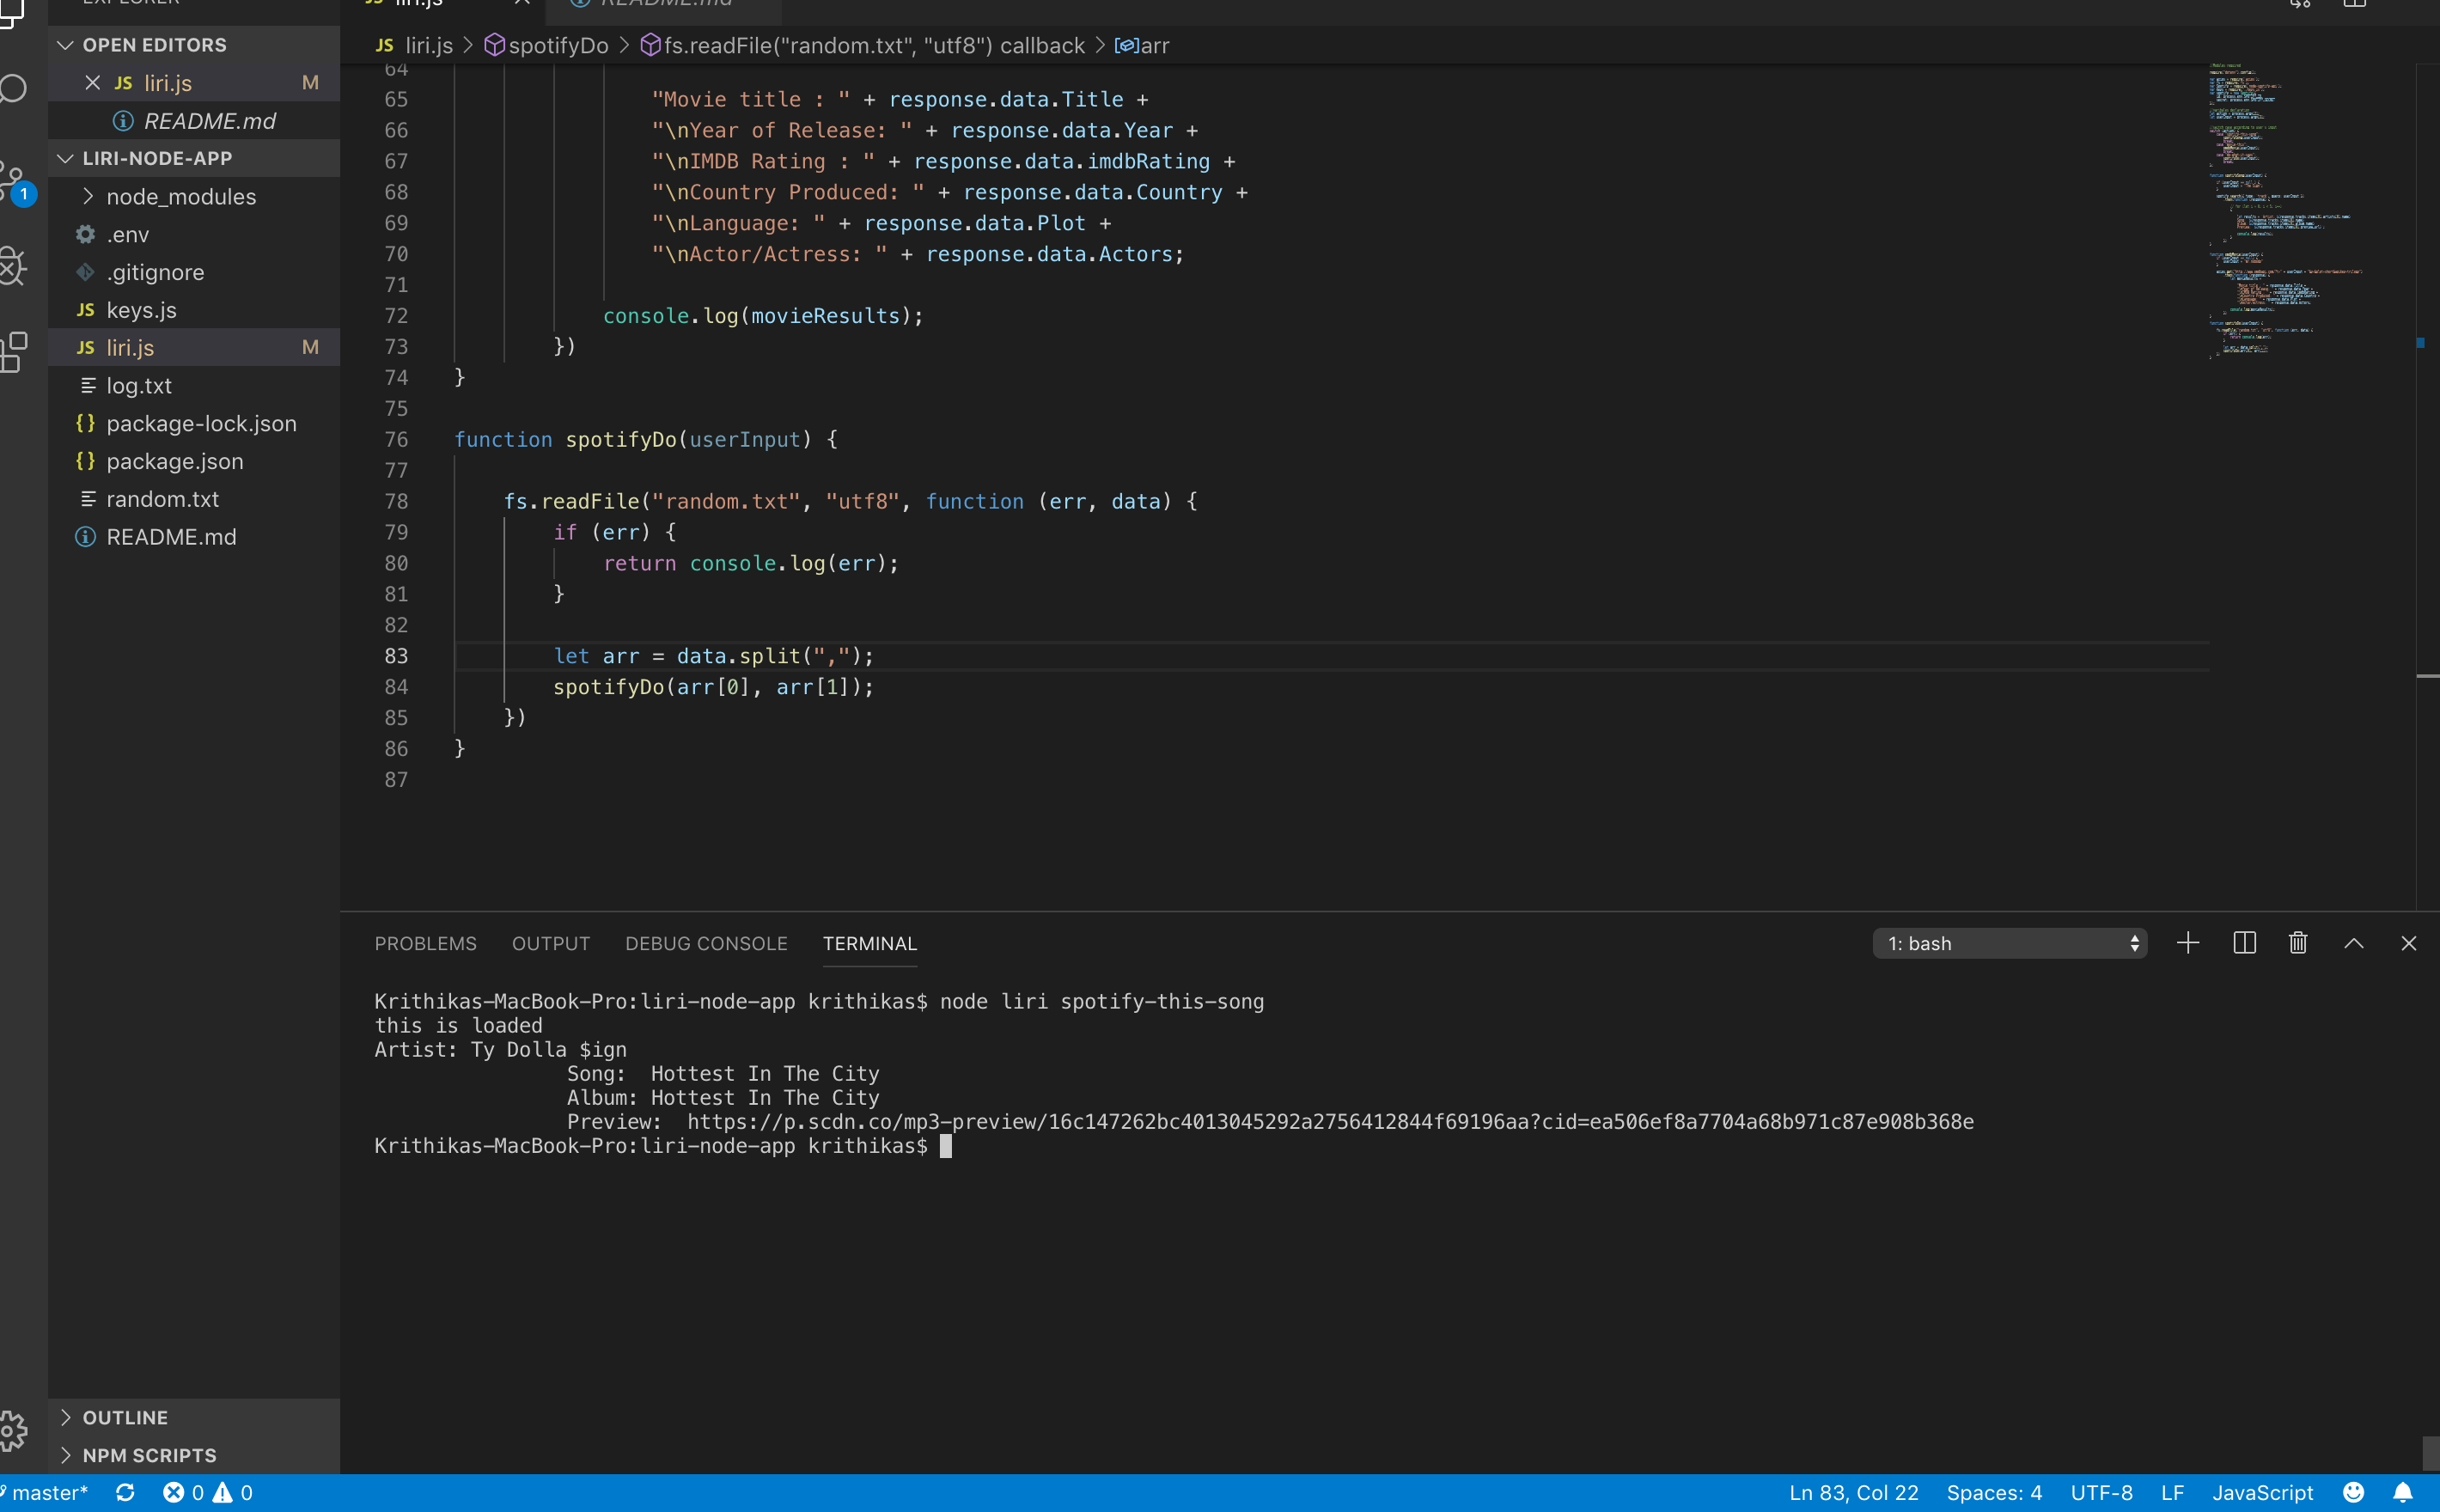 EXPLORER
liri.js
README.md
OPEN EDITORS
JS liri.js M
README.md
LIRI-NODE-APP
node_modules
.env
.gitignore
JS keys.js
JS liri.js M
log.txt
{} package-lock.json
{} package.json
random.txt
README.md
OUTLINE
NPM SCRIPTS
1
JS liri.js > spotifyDo > fs.readFile("random.txt", "utf8") callback > arr
64
65 "Movie title : " + response.data.Title +
66 "\nYear of Release: " + response.data.Year +
67 "\nIMDB Rating : " + response.data.imdbRating +
68 "\nCountry Produced: " + response.data.Country +
69 "\nLanguage: " + response.data.Plot +
70 "\nActor/Actress: " + response.data.Actors;
71
72 console.log(movieResults);
73 })
74 }
75
76 function spotifyDo(userInput) {
77
78 fs.readFile("random.txt", "utf8", function (err, data) {
79 if (err) {
80 return console.log(err);
81 }
82
83 let arr = data.split(",");
84 spotifyDo(arr[0], arr[1]);
85 })
86 }
87
PROBLEMS OUTPUT DEBUG CONSOLE TERMINAL 1: bash
Krithikas-MacBook-Pro:liri-node-app krithikas$ node liri spotify-this-song
this is loaded
Artist: Ty Dolla $ign
Song: Hottest In The City
Album: Hottest In The City
Preview: https://p.scdn.co/mp3-preview/16c147262bc4013045292a2756412844f69196aa?cid=ea506ef8a7704a68b971c87e908b368e
Krithikas-MacBook-Pro:liri-node-app krithikas$
master* 0 0 Ln 83, Col 22 Spaces: 4 UTF-8 LF JavaScript